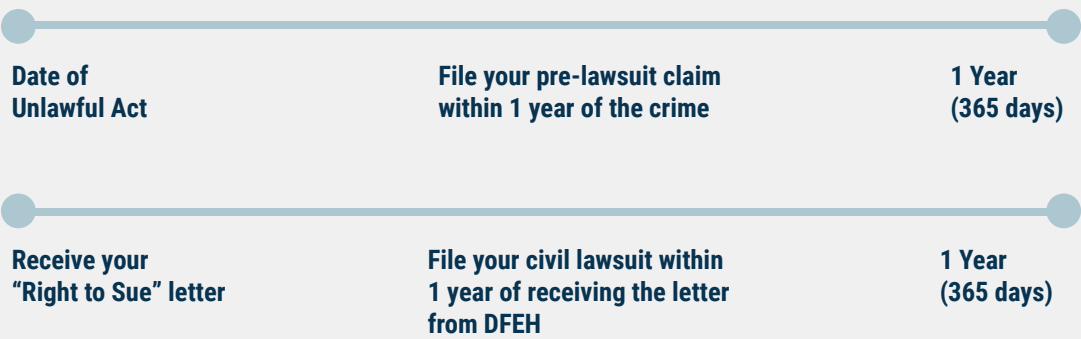 Date of
Unlawful Act
File your pre-lawsuit claim
within 1 year of the crime
1 Year
(365 days)
Receive your
“Right to Sue” letter
File your civil lawsuit within
1 year of receiving the letter
from DFEH
1 Year
(365 days)